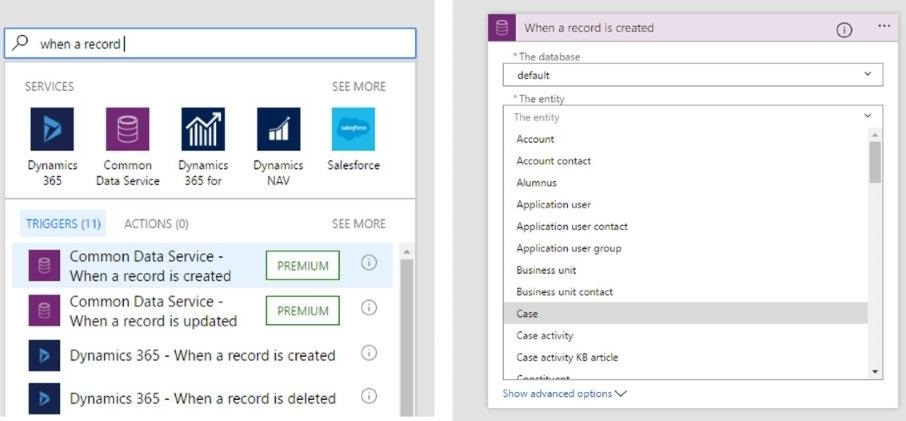 when a record
SERVICES SEE MORE
Dynamics 365
Common Data Service
Dynamics 365 for
Dynamics NAV
salesforce
Salesforce
TRIGGERS (11) ACTIONS (0) SEE MORE
Common Data Service -
When a record is created
PREMIUM
Common Data Service -
When a record is updated
PREMIUM
Dynamics 365 - When a record is created
Dynamics 365 - When a record is deleted
When a record is created
* The database
default
* The entity
The entity
Account
Account contact
Alumnus
Application user
Application user contact
Application user group
Business unit
Business unit contact
Case
Case activity
Case activity KB article
Constituent
Show advanced options